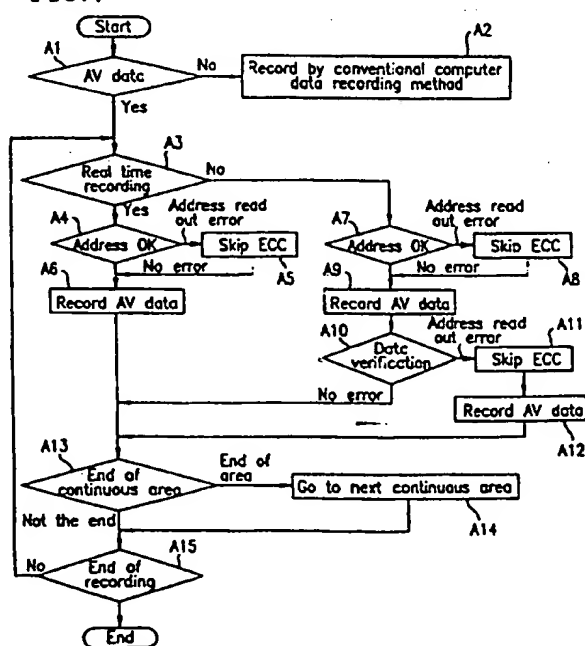 Start
A1
A2
AV data
No
Record by conventional computer
data recording method
Yes
A3
Real time
recording
No
Yes
A4
Address read
out error
A7
Address read
out error
Address OK
Skip ECC
Address OK
Skip ECC
A6
No error
A5
A9
No error
A8
Record AV data
Record AV data
A10
Address read
out error
A11
Data
verification
Skip ECC
No error
Record AV data
A12
A13
End of
continuous area
End of
area
Go to next continuous area
Not the end
A14
No
A15
End of
recording
End